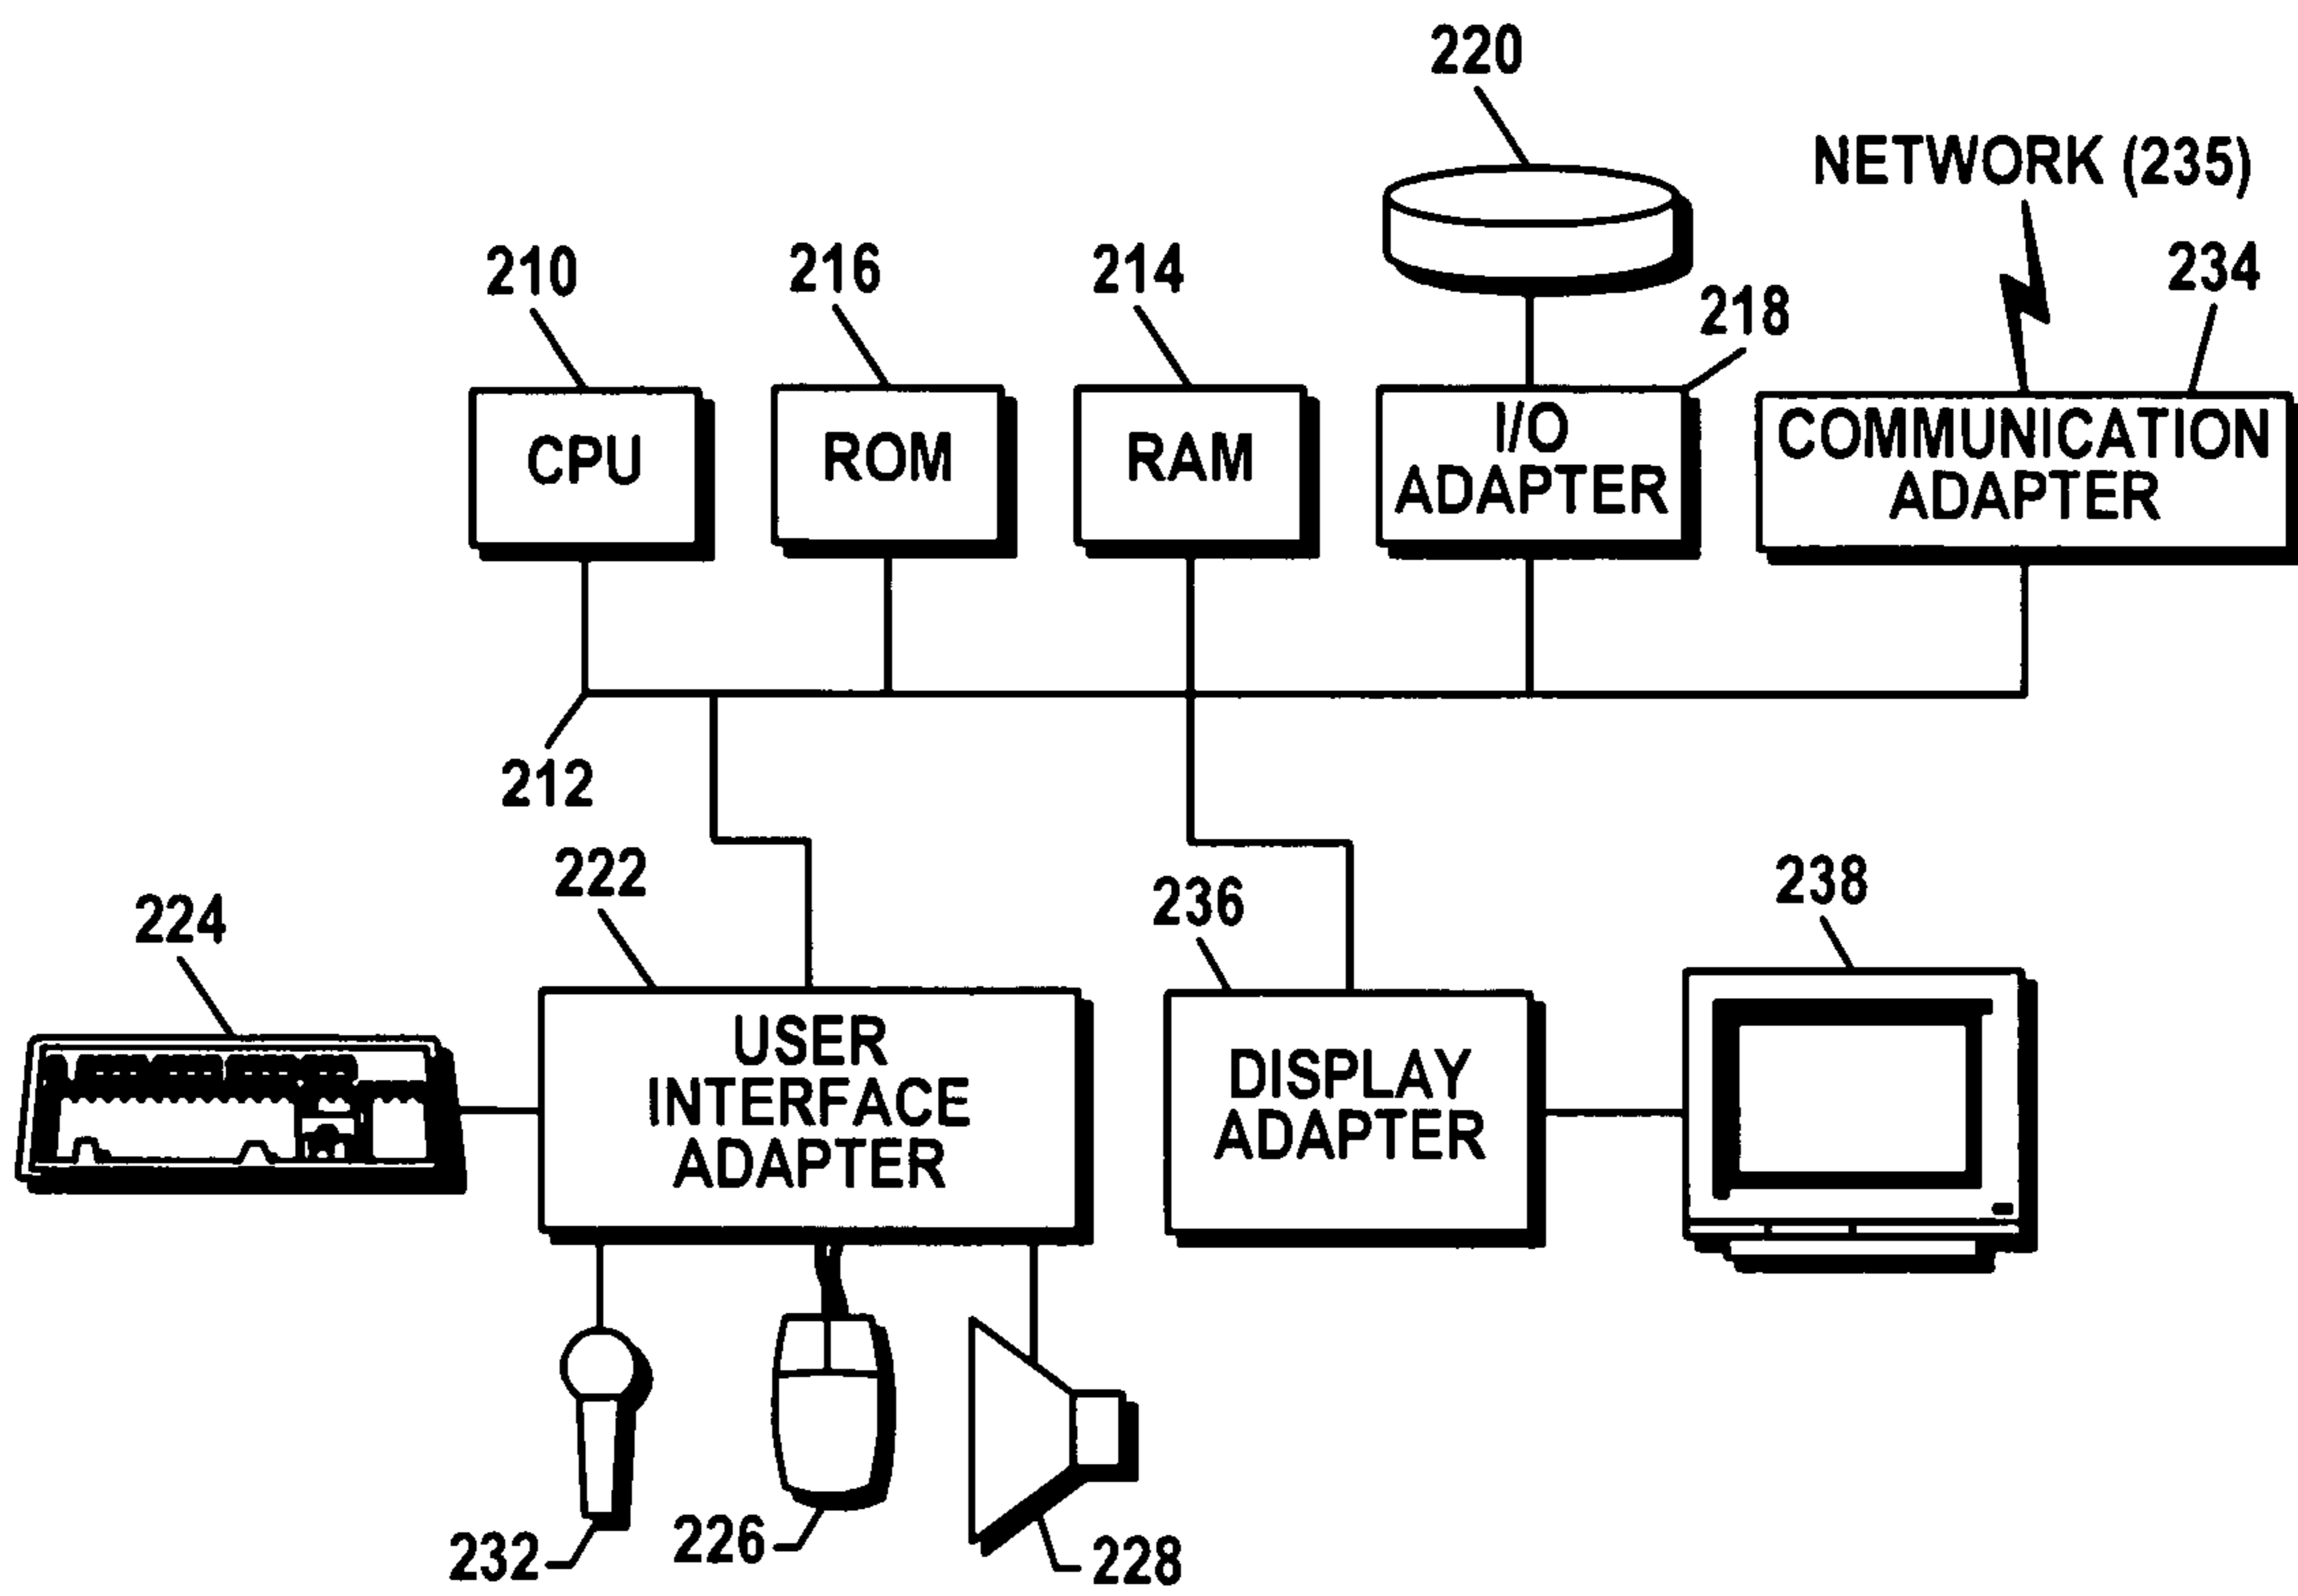 220
NETWORK (235)
210
216
214
234
218
CPU
ROM
RAM
I/O
ADAPTER
COMMUNICATION
ADAPTER
212
222
236
238
224
USER
INTERFACE
ADAPTER
DISPLAY
ADAPTER
232
226
228